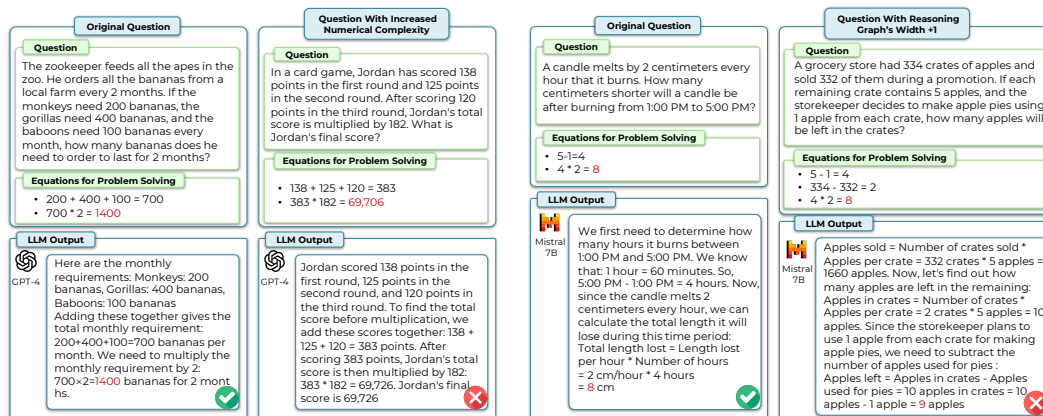 Original Question
Question
The zookeeper feeds all the apes in the
zoo. He orders all the bananas from a
local farm every 2 months. If the
monkeys need 200 bananas, the
gorillas need 400 bananas, and the
baboons need 100 bananas every
month, how many bananas does he
need to order to last for 2 months?
Equations for Problem Solving
• 200 + 400 + 100 = 700
• 700 * 2 = 1400
LLM Output
GPT-4
Here are the monthly
requirements: Monkeys: 200
bananas, Gorillas: 400 bananas,
Baboons: 100 bananas
Adding these together gives the
total monthly requirement:
200+400+100=700 bananas per
month. We need to multiply the
monthly requirement by 2:
700×2=1400 bananas for 2 mont
hs.
Question With Increased
Numerical Complexity
Question
In a card game, Jordan has scored 138
points in the first round and 125 points
in the second round. After scoring 120
points in the third round, Jordan's total
score is multiplied by 182. What is
Jordan's final score?
Equations for Problem Solving
• 138 + 125 + 120 = 383
• 383 * 182 = 69,706
LLM Output
GPT-4
Jordan scored 138 points in the
first round, 125 points in the
second round, and 120 points in
the third round. To find the total
score before multiplication, we
add these scores together: 138 +
+ 125 + 120 = 383 points. After
scoring 383 points, Jordan's total
score is then multiplied by 182:
383 * 182 = 69,726. Jordan's final
score is 69,726
Original Question
Question
A candle melts by 2 centimeters every
hour that it burns. How many
centimeters shorter will a candle be
after burning from 1:00 PM to 5:00 PM?
Equations for Problem Solving
• 5-1=4
• 4 * 2 = 8
LLM Output
Mistral
7B
We first need to determine how
many hours it burns between
1:00 PM and 5:00 PM. We know
that: 1 hour = 60 minutes. So,
5:00 PM - 1:00 PM = 4 hours. Now,
since the candle melts 2
centimeters every hour, we can
calculate the total length it will
lose during this time period:
Total length lost = Length lost
per hour * Number of hours
= 2 cm/hour * 4 hours
= 8 cm
Question With Reasoning
Graph's Width +1
Question
A grocery store had 334 crates of apples and
sold 332 of them during a promotion. If each
remaining crate contains 5 apples, and the
storekeeper decides to make apple pies using
1 apple from each crate, how many apples will
be left in the crates?
Equations for Problem Solving
• 5 - 1 = 4
• 334 - 332 = 2
• 4 * 2 = 8
LLM Output
Mistral
7B
Apples sold = Number of crates sold *
Apples per crate = 332 crates * 5 apples =
1660 apples. Now, let's find out how
many apples are left in the remaining:
Apples in crates = Number of crates *
Apples per crate = 2 crates * 5 apples = 10
apples. Since the storekeeper plans to
use 1 apple from each crate for making
apple pies, we need to subtract the
number of apples used for pies :
Apples left = Apples in crates - Apples
used for pies = 10 apples in crates = 10
apples - 1 apple = 9 apples